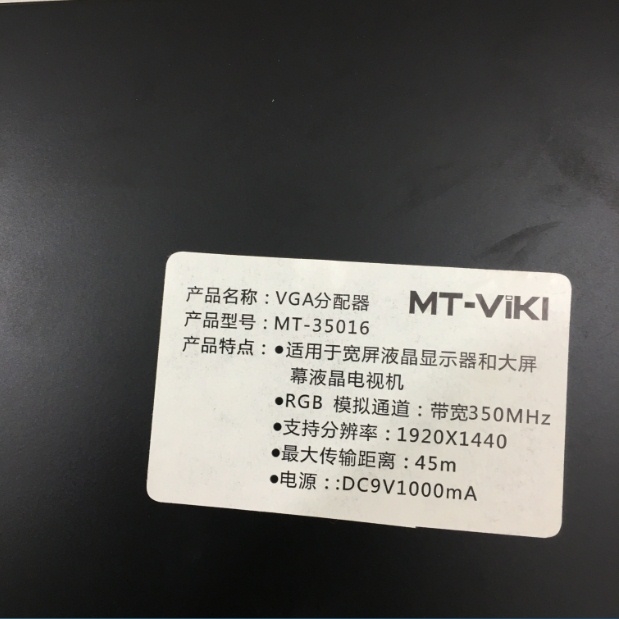 MT-ViKI
产品名称：VGA分配器
产品型号：MT-35016
产品特点：●适用于宽屏液晶显示器和大屏
幕液晶电视机
●RGB 模拟通道：带宽350MHz
●支持分辨率：1920X1440
●最大传输距离：45m
●电源：:DC9V1000mA